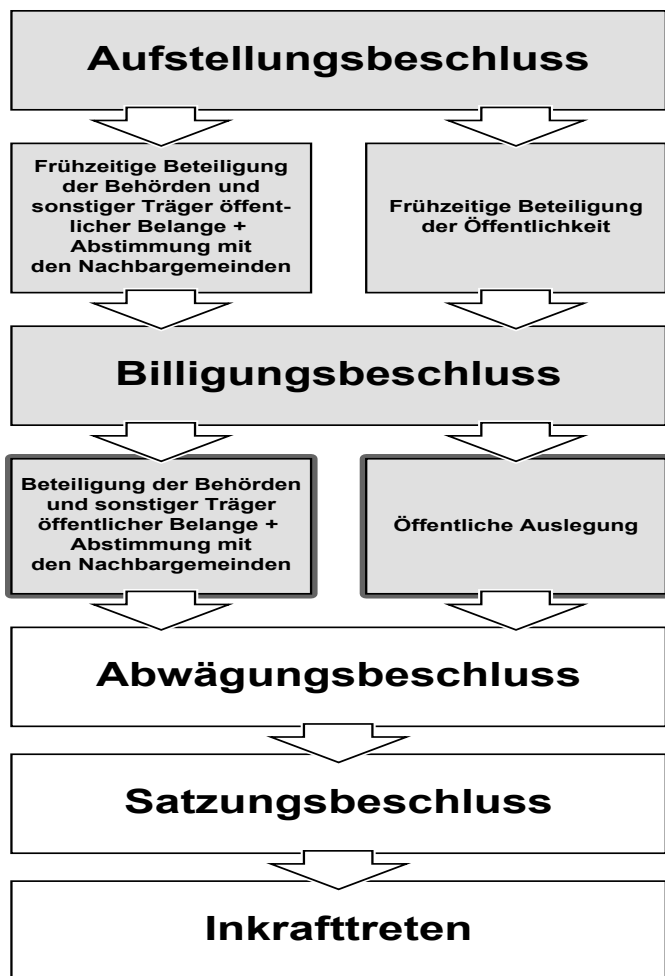 Aufstellungsbeschluss
Frühzeitige Beteiligung
der Behörden und
sonstiger Träger öffent-
licher Belange +
Abstimmung mit
den Nachbargemeinden
Frühzeitige Beteiligung
der Öffentlichkeit
Billigungsbeschluss
Beteiligung der Behörden
und sonstiger Träger
öffentlicher Belange +
Abstimmung mit
den Nachbargemeinden
Öffentliche Auslegung
Abwägungsbeschluss
Satzungsbeschluss
Inkrafttreten